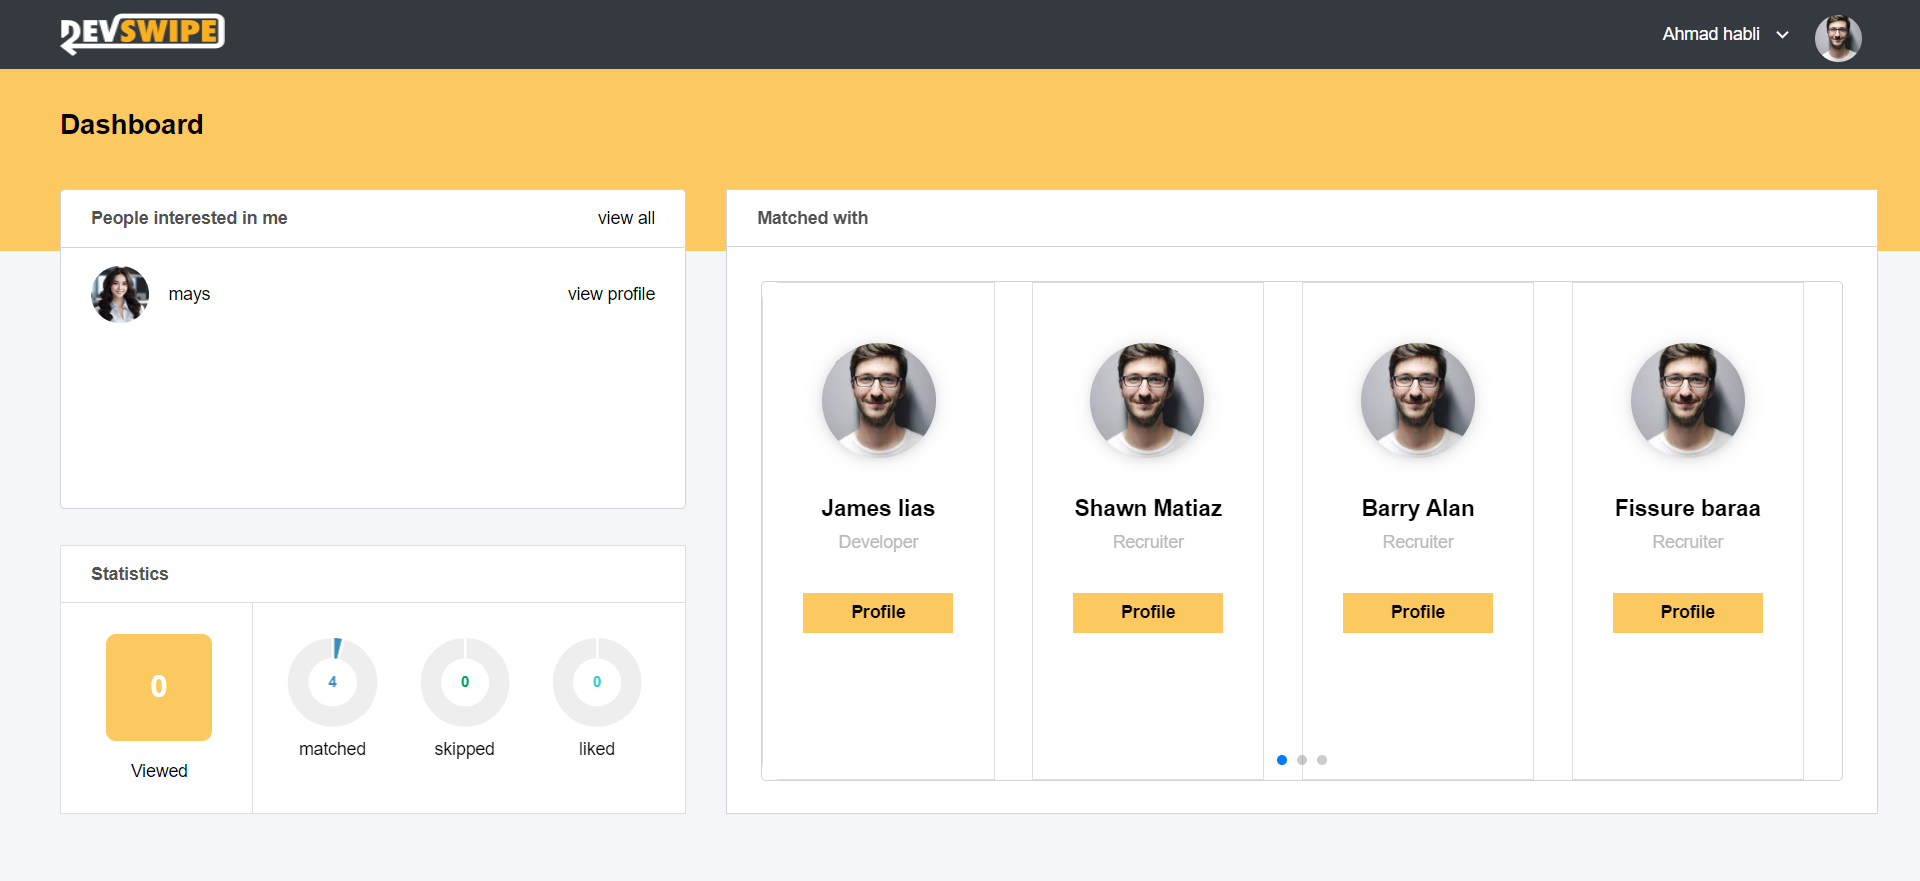 DEVSWIPE
Ahmad habli
Dashboard
People interested in me
view all
mays
view profile
Statistics
0
Viewed
4
matched
0
skipped
0
liked
Matched with
James lias
Developer
Profile
Shawn Matiaz
Recruiter
Profile
Barry Alan
Recruiter
Profile
Fissure baraa
Recruiter
Profile